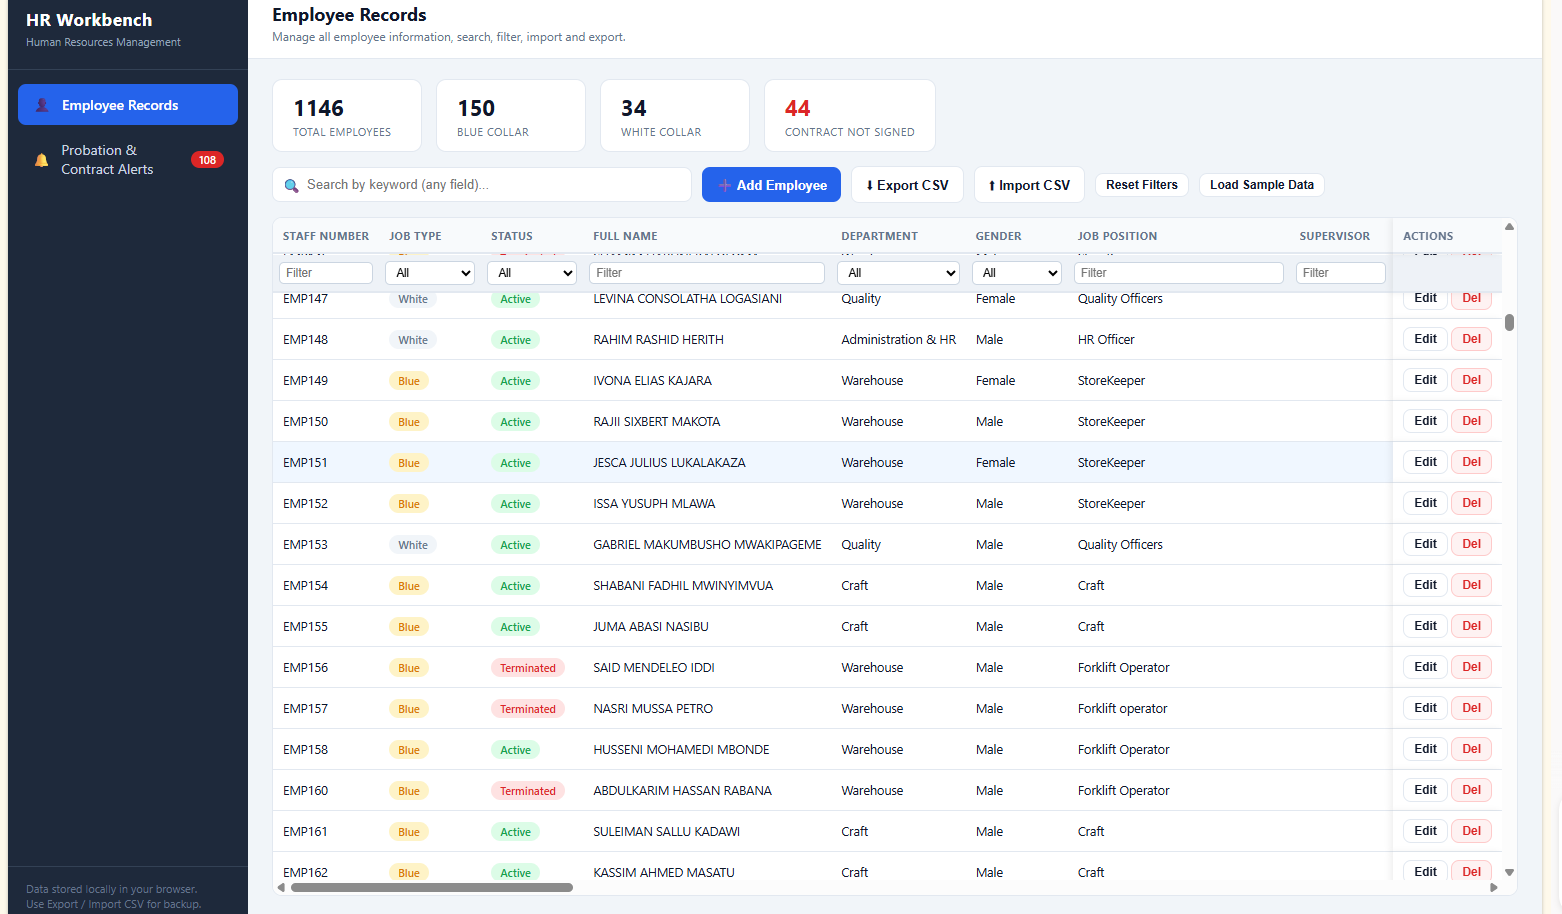 HR Workbench
Human Resources Management
Employee Records
Probation &
Contract Alerts
108
Data stored locally in your browser.
Use Export / Import CSV for backup.
Employee Records
Manage all employee information, search, filter, import and export.
1146
TOTAL EMPLOYEES
150
BLUE COLLAR
34
WHITE COLLAR
44
CONTRACT NOT SIGNED
Search by keyword (any field)...
Add Employee
Export CSV
Import CSV
Reset Filters
Load Sample Data
STAFF NUMBER JOB TYPE STATUS FULL NAME DEPARTMENT GENDER JOB POSITION SUPERVISOR ACTIONS
Filter All All Filter All All Filter Filter
EMP147 White Active LEVINA CONSOLATHA LOGASIANI Quality Female Quality Officers Edit Del
EMP148 White Active RAHIM RASHID HERITH Administration & HR Male HR Officer Edit Del
EMP149 Blue Active IVONA ELIAS KAJARA Warehouse Female StoreKeeper Edit Del
EMP150 Blue Active RAJII SIXBERT MAKOTA Warehouse Male StoreKeeper Edit Del
EMP151 Blue Active JESCA JULIUS LUKALAKAZA Warehouse Female StoreKeeper Edit Del
EMP152 Blue Active ISSA YUSUPH MLAWA Warehouse Male StoreKeeper Edit Del
EMP153 White Active GABRIEL MAKUMBUSHO MWAKIPAGEME Quality Male Quality Officers Edit Del
EMP154 Blue Active SHABANI FADHIL MWINYIMVUA Craft Male Craft Edit Del
EMP155 Blue Active JUMA ABASI NASIBU Craft Male Craft Edit Del
EMP156 Blue Terminated SAID MENDELEO IDDI Warehouse Male Forklift Operator Edit Del
EMP157 Blue Terminated NASRI MUSSA PETRO Warehouse Male Forklift operator Edit Del
EMP158 Blue Active HUSSENI MOHAMEDI MBONDE Warehouse Male Forklift Operator Edit Del
EMP160 Blue Terminated ABDULKARIM HASSAN RABANA Warehouse Male Forklift Operator Edit Del
EMP161 Blue Active SULEIMAN SALLU KADAWI Craft Male Craft Edit Del
EMP162 Blue Active KASSIM AHMED MASATU Craft Male Craft Edit Del